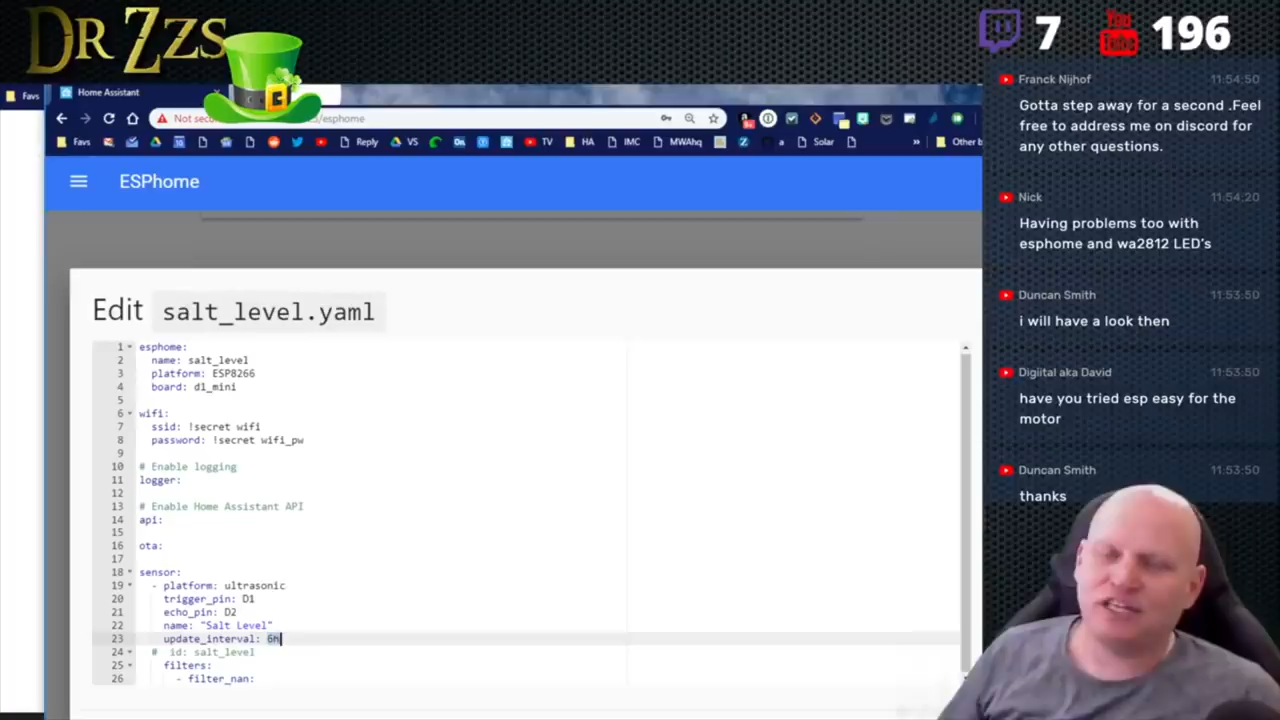 DR ZZS
7
You Tube 196
Favs
Home Assistant
Not secu /esphome
Favs Reply VS On TV HA IMC MWAhq Z a Solar » Other b
ESPhome
Edit salt_level.yaml
1 esphome:
2 name: salt_level
3 platform: ESP8266
4 board: d1_mini
5
6 wifi:
7 ssid: !secret wifi
8 password: !secret wifi_pw
9
10 # Enable logging
11 logger:
12
13 # Enable Home Assistant API
14 api:
15
16 ota:
17
18 sensor:
19 - platform: ultrasonic
20 trigger_pin: D1
21 echo_pin: D2
22 name: "Salt Level"
23 update_interval: 6h
24 # id: salt_level
25 filters:
26 - filter_nan:
Franck Nijhof 11:54:50
Gotta step away for a second .Feel
free to address me on discord for
any other questions.
Nick 11:54:20
Having problems too with
esphome and wa2812 LED's
Duncan Smith 11:53:50
i will have a look then
Digiital aka David 11:53:50
have you tried esp easy for the
motor
Duncan Smith 11:53:50
thanks